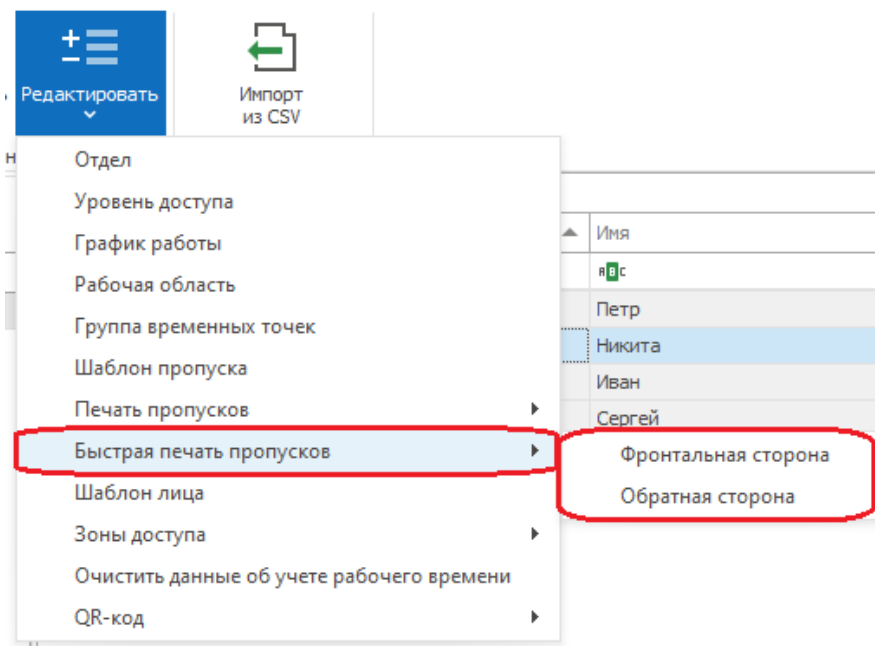 Редактировать
Импорт
из CSV
Отдел
Уровень доступа
График работы
Рабочая область
Группа временных точек
Шаблон пропуска
Печать пропусков
Быстрая печать пропусков
Шаблон лица
Зоны доступа
Очистить данные об учете рабочего времени
QR-код
Имя
ABC
Петр
Никита
Иван
Сергей
Фронтальная сторона
Обратная сторона